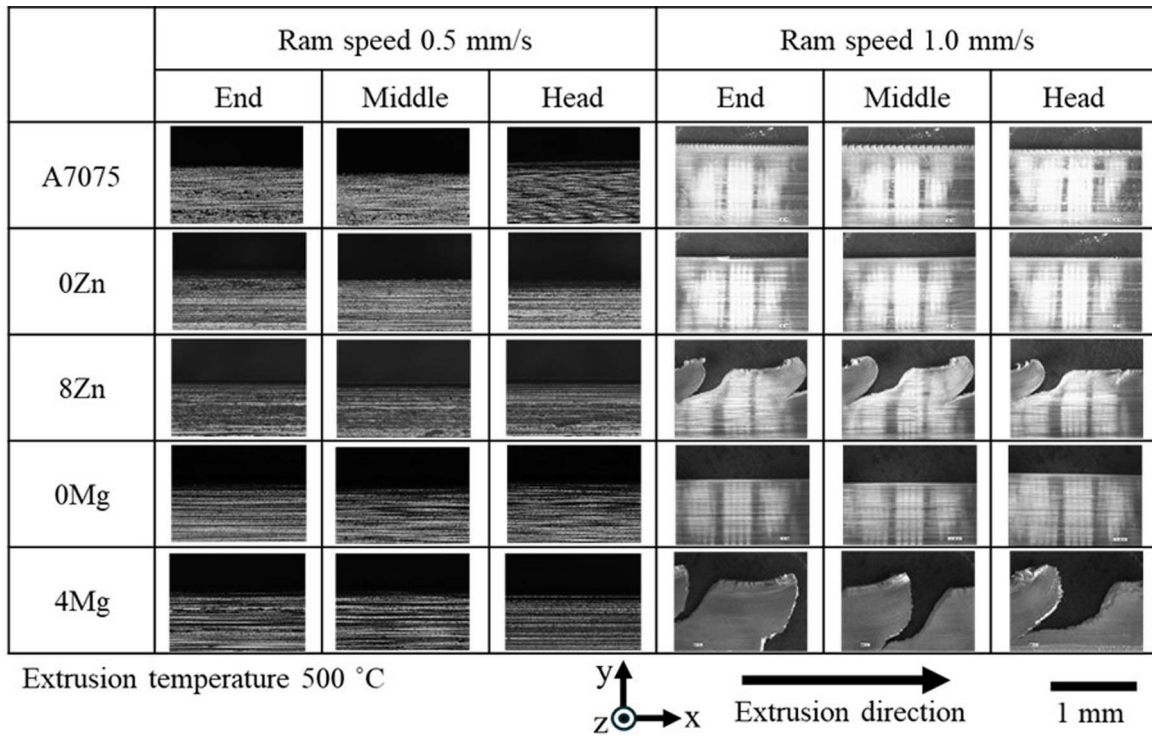 Ram speed 0.5 mm/s Ram speed 1.0 mm/s
End Middle Head End Middle Head
A7075
0Zn
8Zn
0Mg
4Mg
Extrusion temperature 500 °C
y
z x
Extrusion direction
1 mm